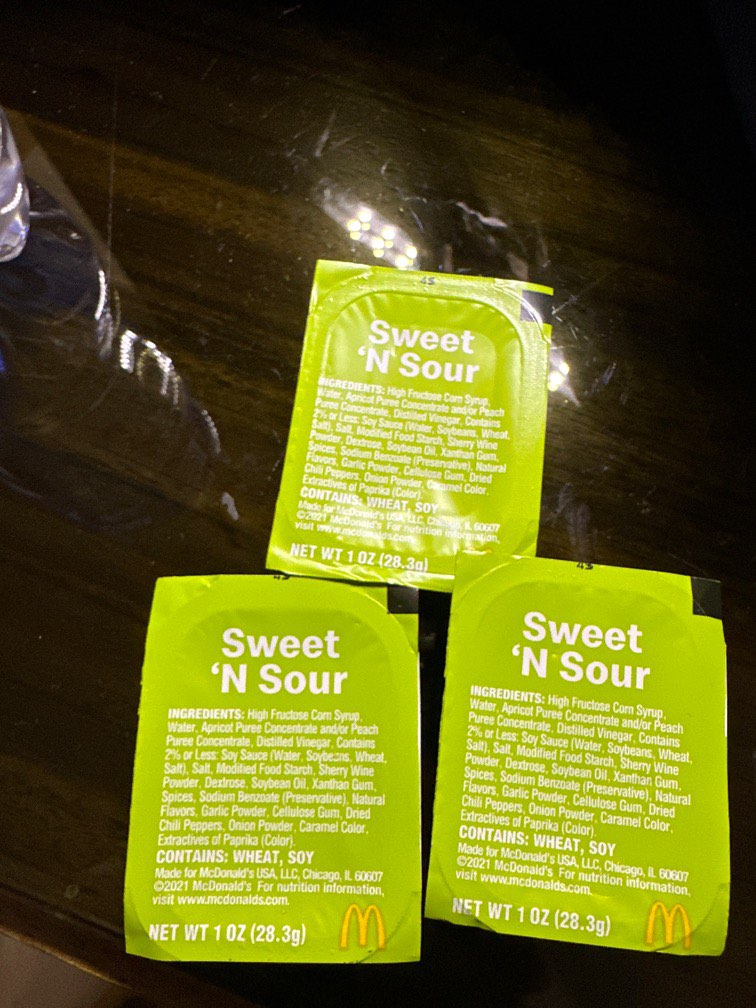 45
Sweet
‘N Sour
INGREDIENTS: High Fructose Corn Syrup,
Water, Apricot Puree Concentrate and/or Peach
Puree Concentrate, Distilled Vinegar, Contains
2% or Less: Soy Sauce (Water, Soybeans, Wheat,
Salt), Salt, Modified Food Starch, Sherry Wine
Powder, Dextrose, Soybean Oil, Xanthan Gum,
Spices, Sodium Benzoate (Preservative), Natural
Flavors, Garlic Powder, Cellulose Gum, Dried
Chili Peppers, Onion Powder, Caramel Color,
Extractives of Paprika (Color).
CONTAINS: WHEAT, SOY
Made for McDonald's USA, LLC, Chicago, IL 60607
©2021 McDonald's For nutrition information,
visit www.mcdonalds.com.
NET WT 1 OZ (28.3g)
Sweet
‘N Sour
INGREDIENTS: High Fructose Corn Syrup,
Water, Apricot Puree Concentrate and/or Peach
Puree Concentrate, Distilled Vinegar, Contains
2% or Less: Soy Sauce (Water, Soybeans, Wheat,
Salt), Salt, Modified Food Starch, Sherry Wine
Powder, Dextrose, Soybean Oil, Xanthan Gum,
Spices, Sodium Benzoate (Preservative), Natural
Flavors, Garlic Powder, Cellulose Gum, Dried
Chili Peppers, Onion Powder, Caramel Color,
Extractives of Paprika (Color).
CONTAINS: WHEAT, SOY
Made for McDonald's USA, LLC, Chicago, IL 60607
©2021 McDonald's For nutrition information,
visit www.mcdonalds.com.
NET WT 1 OZ (28.3g)
M
Sweet
‘N Sour
INGREDIENTS: High Fructose Corn Syrup,
Water, Apricot Puree Concentrate and/or Peach
Puree Concentrate, Distilled Vinegar, Contains
2% or Less: Soy Sauce (Water, Soybeans, Wheat,
Salt), Salt, Modified Food Starch, Sherry Wine
Powder, Dextrose, Soybean Oil, Xanthan Gum,
Spices, Sodium Benzoate (Preservative), Natural
Flavors, Garlic Powder, Cellulose Gum, Dried
Chili Peppers, Onion Powder, Caramel Color,
Extractives of Paprika (Color).
CONTAINS: WHEAT, SOY
Made for McDonald's USA, LLC, Chicago, IL 60607
©2021 McDonald's For nutrition information,
visit www.mcdonalds.com.
NET WT 1 OZ (28.3g)
M